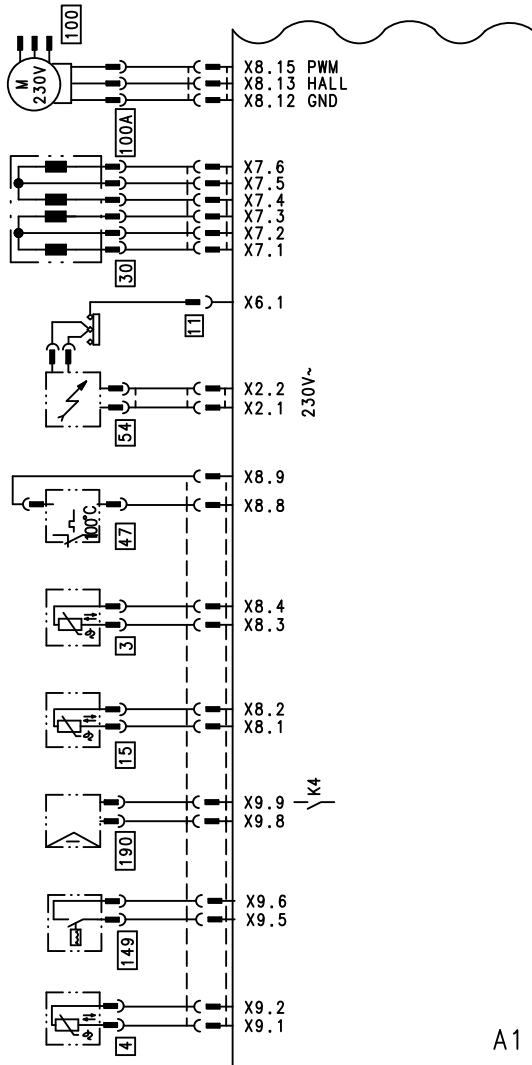 100
M
230V
X8.15 PWM
X8.13 HALL
X8.12 GND
100A
X7.6
X7.5
X7.4
X7.3
X7.2
X7.1
30
X6.1
11
X2.2
X2.1
230V~
54
X8.9
X8.8
100°C
47
X8.4
X8.3
ϑ
3
X8.2
X8.1
ϑ
15
X9.9
K4
X9.8
190
X9.6
X9.5
149
X9.2
X9.1
ϑ
4
A1